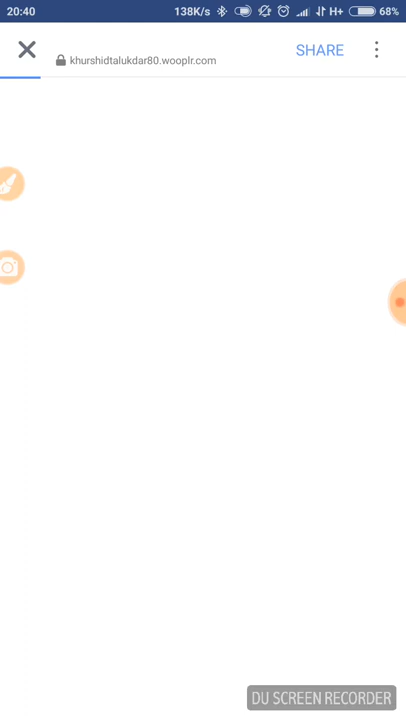 20:40 138K/s H+ 68%
SHARE
khurshidtalukdar80.wooplr.com
DU SCREEN RECORDER